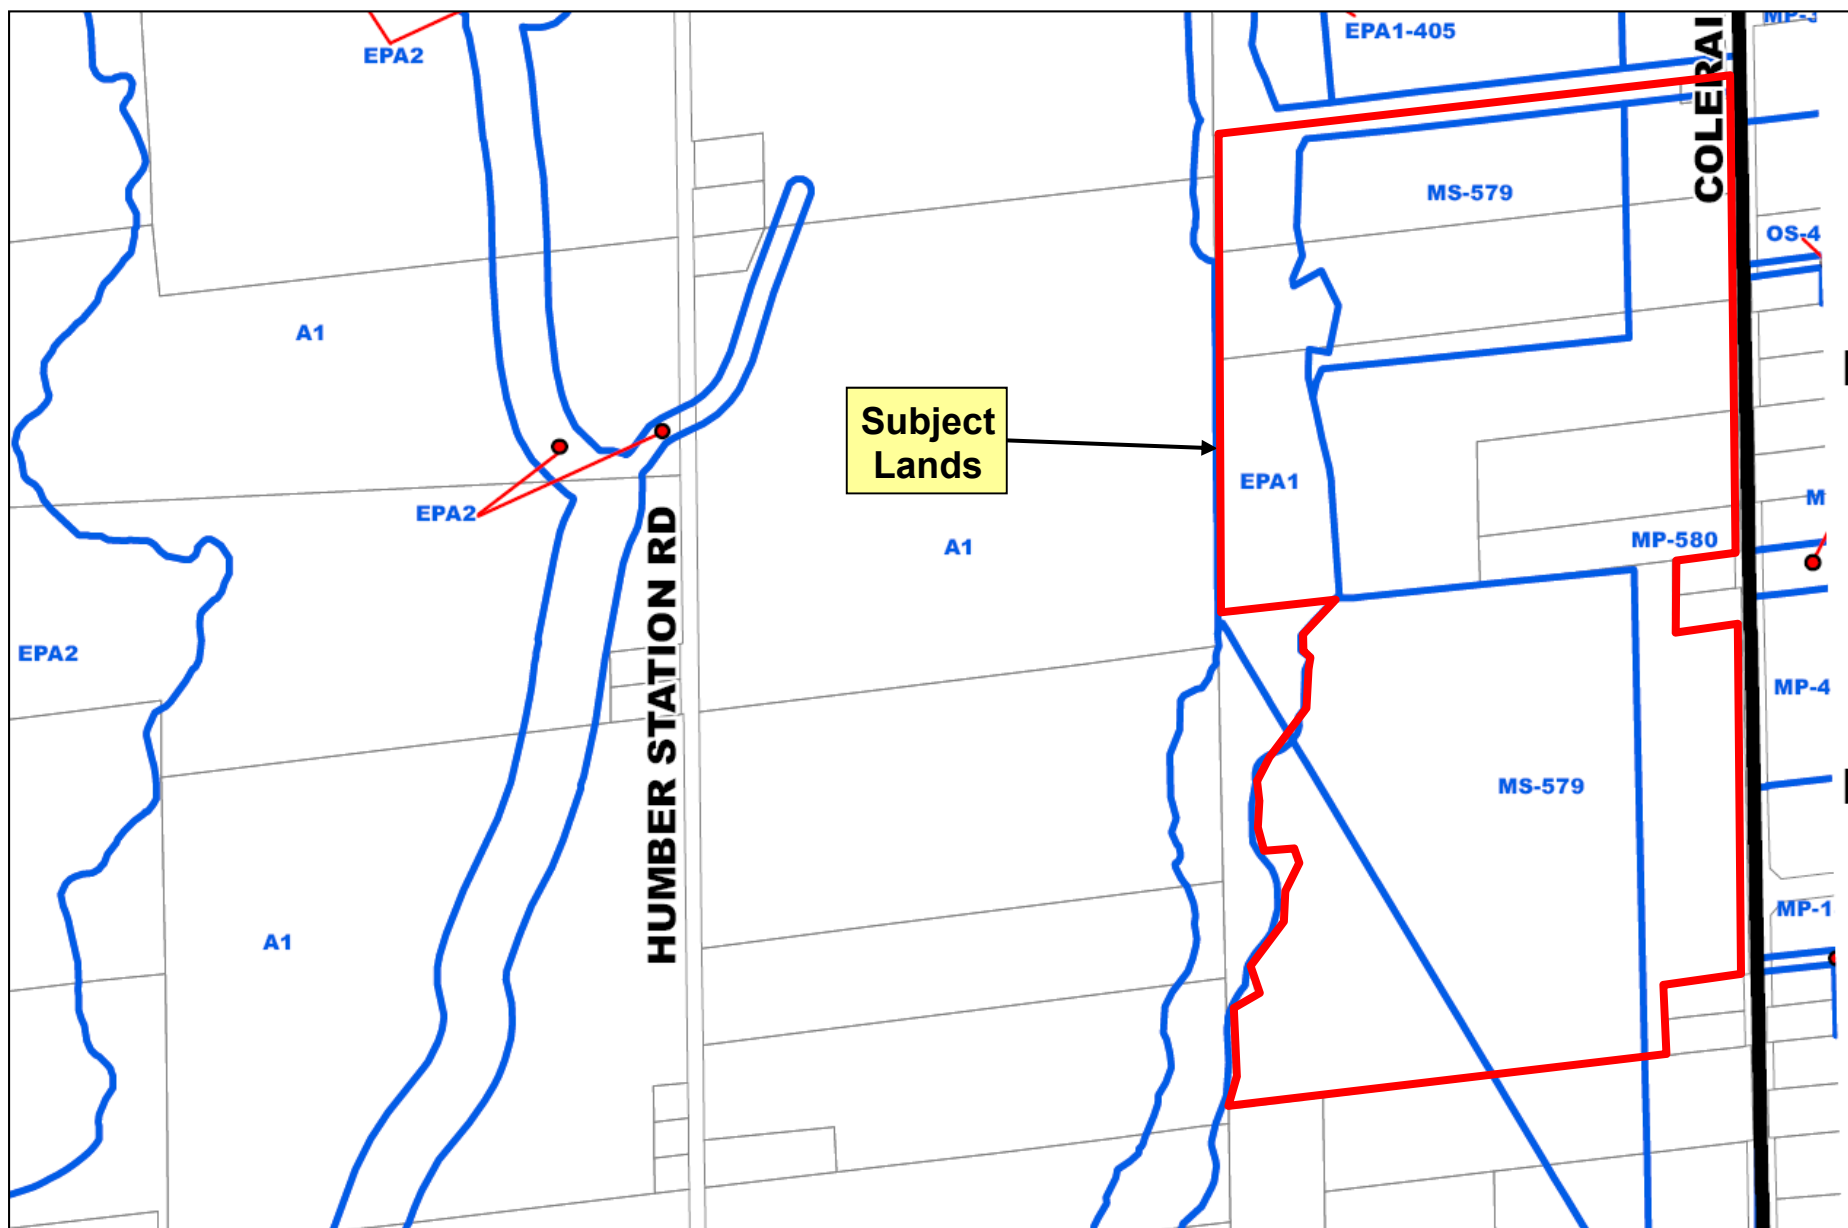 EPA2
EPA1-405
COLERAI
MS-579
OS-4
A1
Subject
Lands
EPA1
EPA2
A1
MP-580
M
HUMBER STATION RD
EPA2
MP-4
MS-579
MP-1
A1